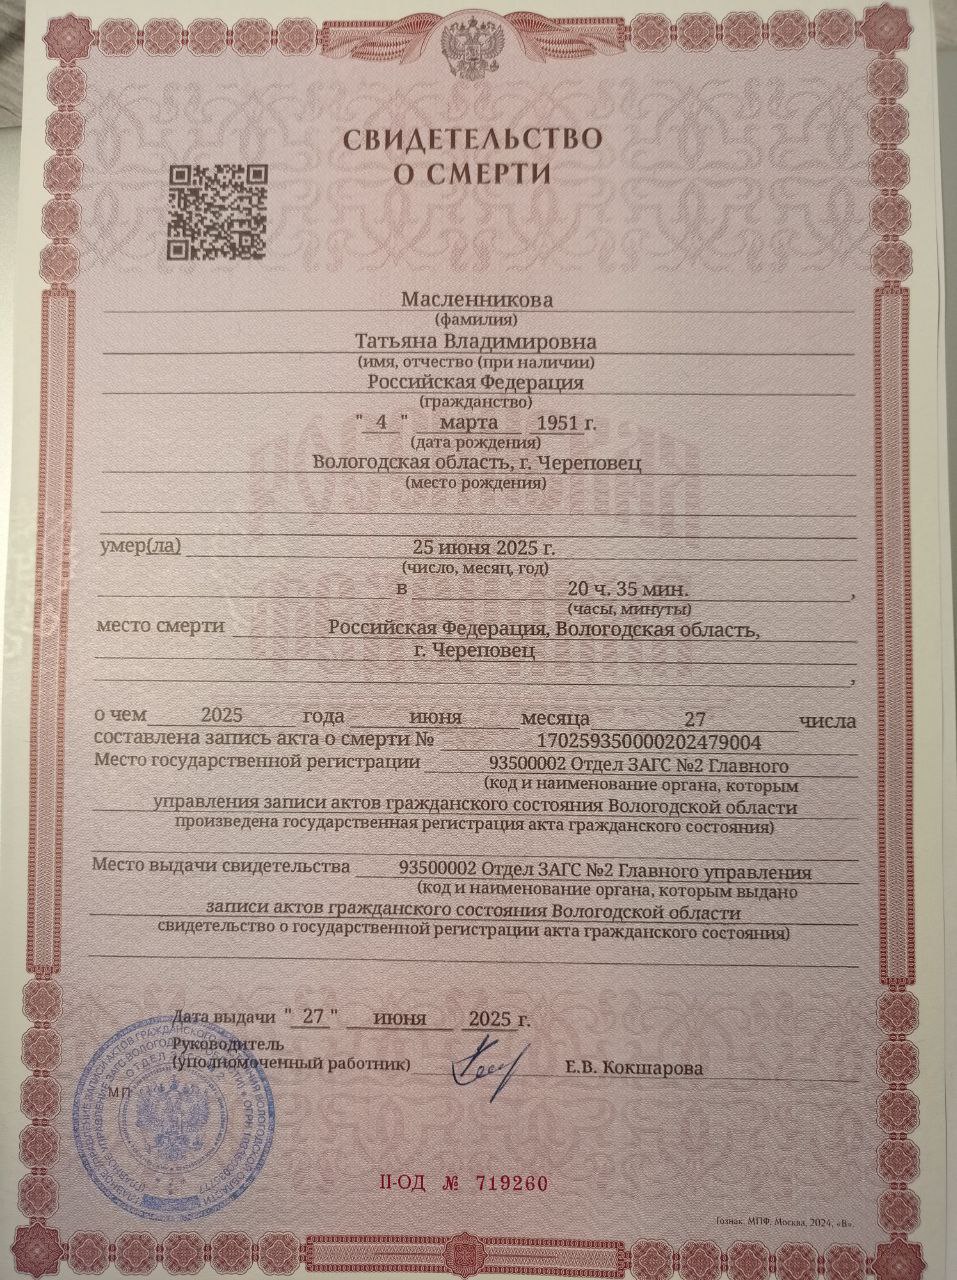 СВИДЕТЕЛЬСТВО
О СМЕРТИ
Масленникова
(фамилия)
Татьяна Владимировна
(имя, отчество (при наличии)
Российская Федерация
(гражданство)
" 4 " марта 1951 г.
(дата рождения)
Вологодская область, г. Череповец
(место рождения)
умер(ла) 25 июня 2025 г.
(число, месяц, год)
в 20 ч. 35 мин. ,
(часы, минуты)
место смерти Российская Федерация, Вологодская область,
г. Череповец
,
о чем 2025 года июня месяца 27 числа
составлена запись акта о смерти № 170259350000202479004
Место государственной регистрации 93500002 Отдел ЗАГС №2 Главного
(код и наименование органа, которым
управления записи актов гражданского состояния Вологодской области
произведена государственная регистрация акта гражданского состояния)
Место выдачи свидетельства 93500002 Отдел ЗАГС №2 Главного управления
(код и наименование органа, которым выдано
записи актов гражданского состояния Вологодской области
свидетельство о государственной регистрации акта гражданского состояния)
Дата выдачи " 27 " июня 2025 г.
Руководитель
(уполномоченный работник) Е.В. Кокшарова
МП
II-ОД № 719260
Гознак. МПФ. Москва, 2024, «В».